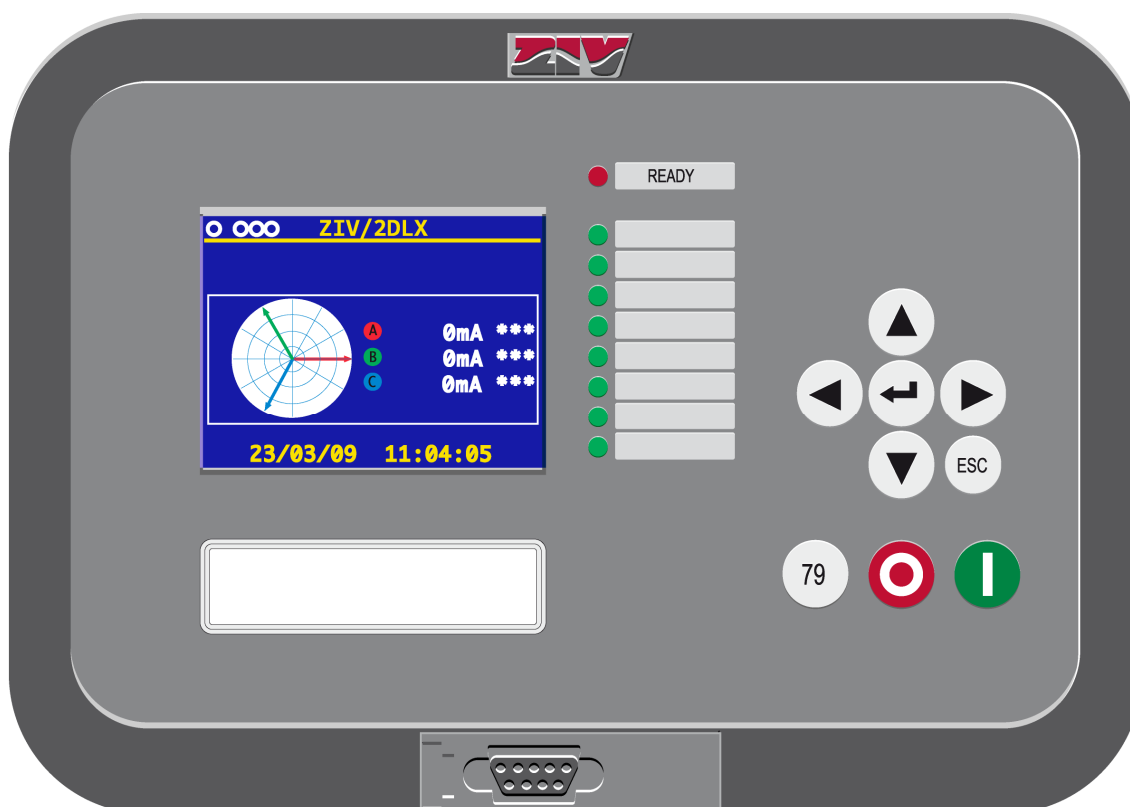 ZIV
READY
ZIV/2DLX
A 0mA ***
B 0mA ***
C 0mA ***
23/03/09 11:04:05
ESC
79